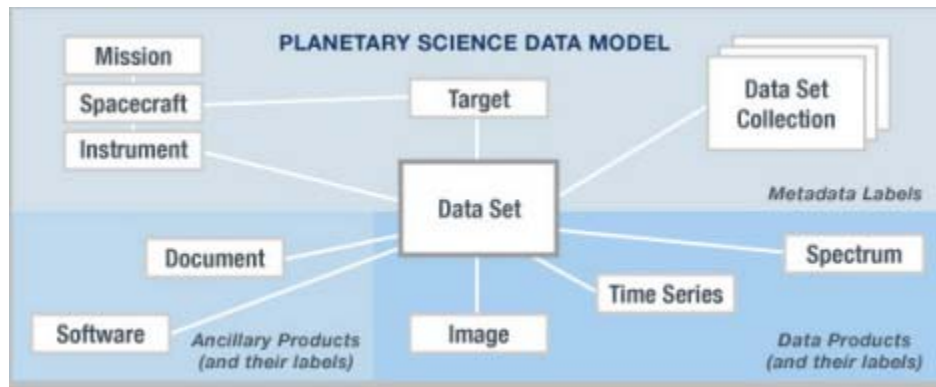 PLANETARY SCIENCE DATA MODEL
Mission
Spacecraft
Instrument
Target
Data Set
Collection
Metadata Labels
Data Set
Document
Software
Ancillary Products
(and their labels)
Image
Time Series
Spectrum
Data Products
(and their labels)